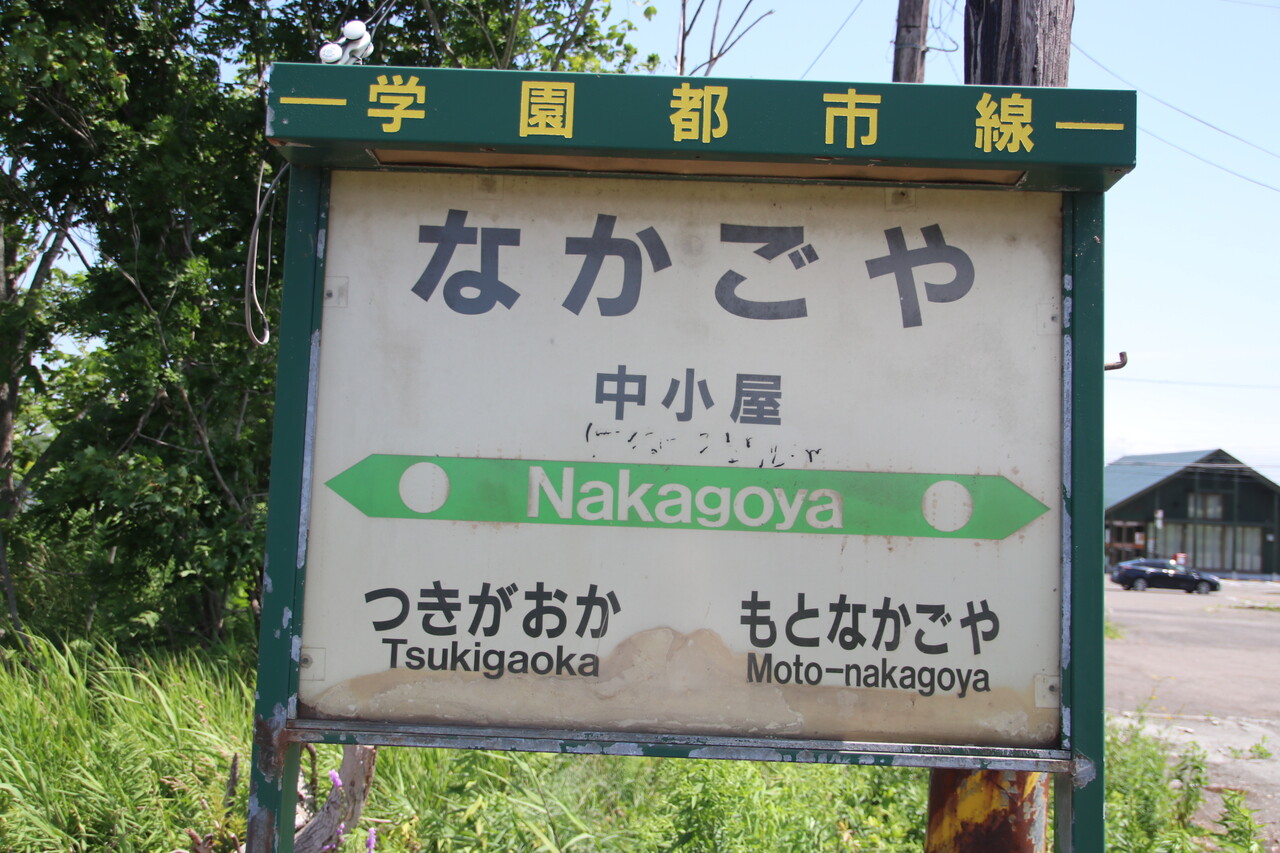 学園都市線
なかごや
中小屋
Nakagoya
つきがおか もとなかごや
Tsukigaoka Moto-nakagoya